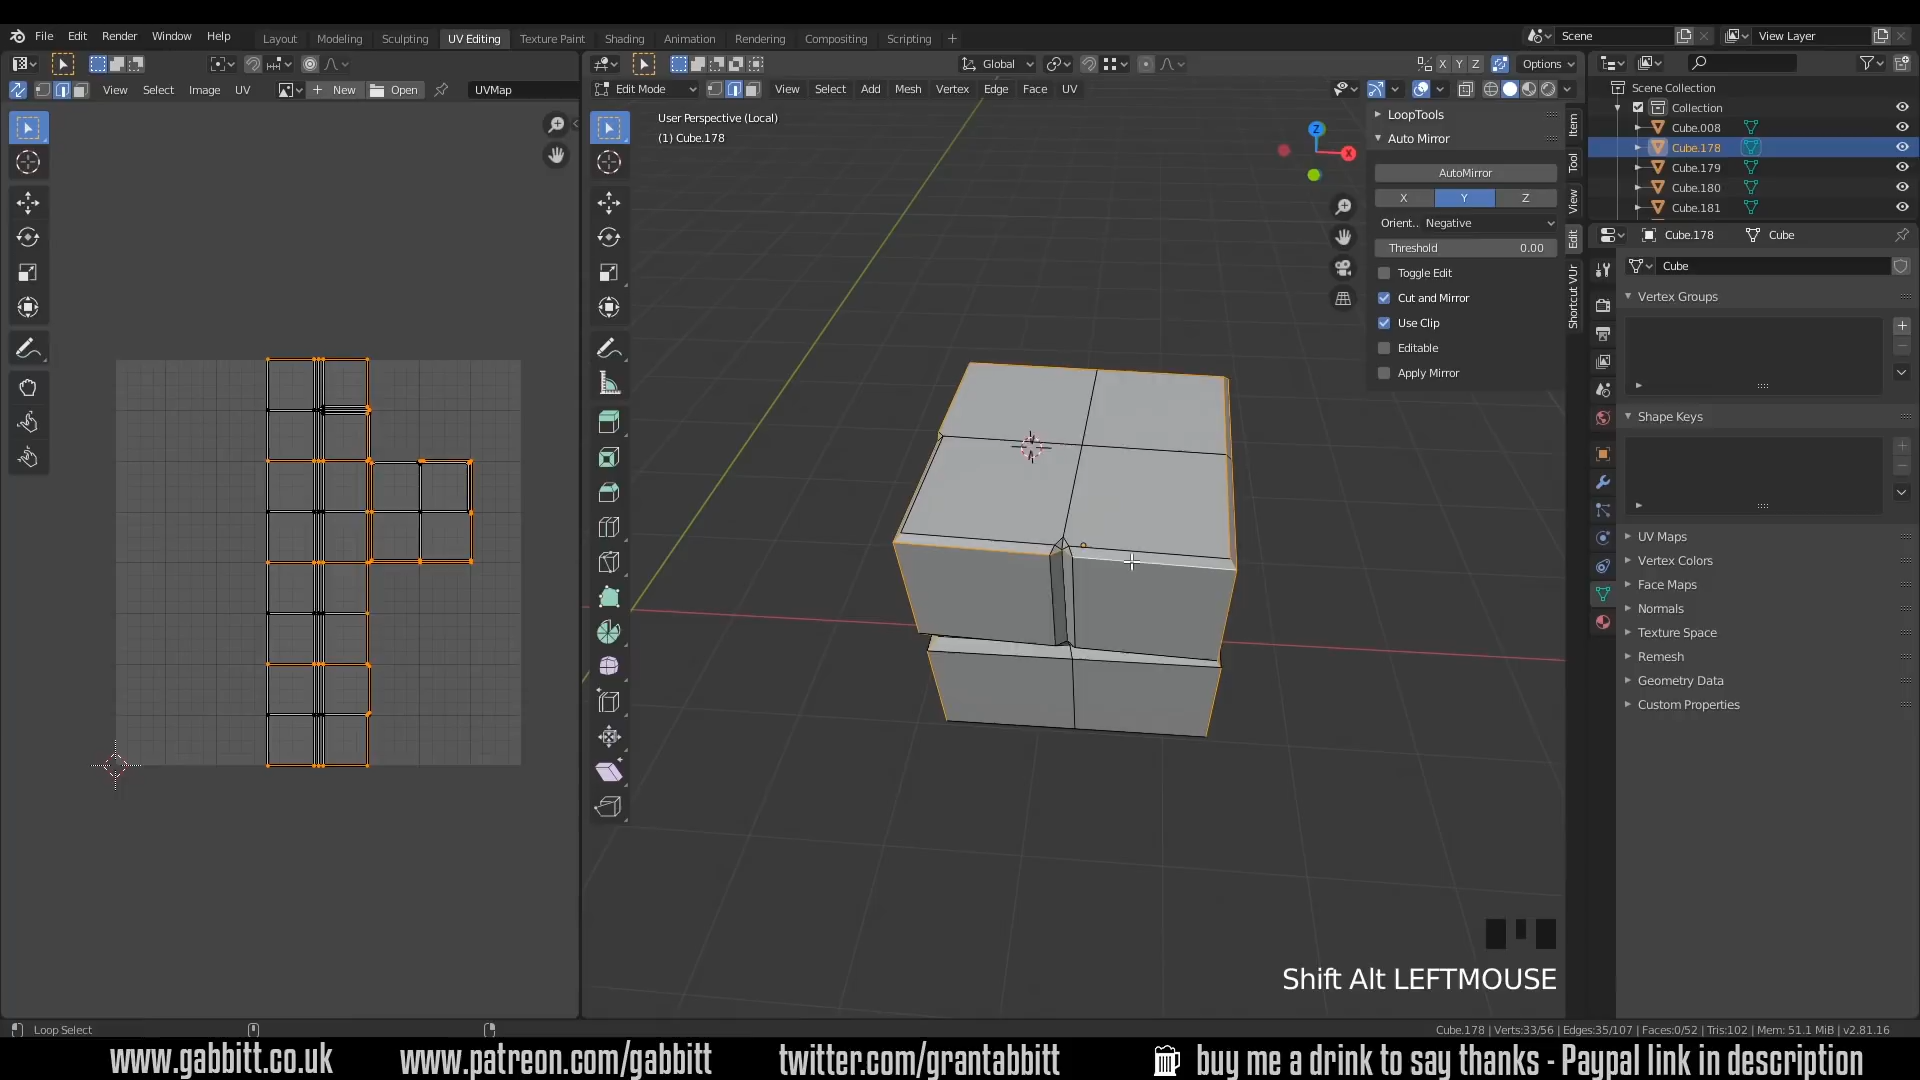 File Edit Render Window Help
Layout Modeling Sculpting UV Editing Texture Paint Shading Animation Rendering Compositing Scripting +
Scene
View Layer
Global
X Y Z
Options
View Select Image UV
New
Open
UVMap
Edit Mode
View Select Add Mesh Vertex Edge Face UV
User Perspective (Local)
(1) Cube.178
Z
X
LoopTools
Auto Mirror
AutoMirror
X Y Z
Orient.. Negative
Threshold 0.00
Toggle Edit
Cut and Mirror
Use Clip
Editable
Apply Mirror
Item
Tool
View
Edit
Shortcut VUr
Scene Collection
Collection
Cube.008
Cube.178
Cube.179
Cube.180
Cube.181
Cube.178 Cube
Cube
Vertex Groups
Shape Keys
UV Maps
Vertex Colors
Face Maps
Normals
Texture Space
Remesh
Geometry Data
Custom Properties
Shift Alt LEFTMOUSE
Loop Select
Cube.178 | Verts:33/56 | Edges:35/107 | Faces:0/52 | Tris:102 | Mem: 51.1 MiB | v2.81.16
www.gabbitt.co.uk www.patreon.com/gabbitt twitter.com/grantabbitt buy me a drink to say thanks - Paypal link in description